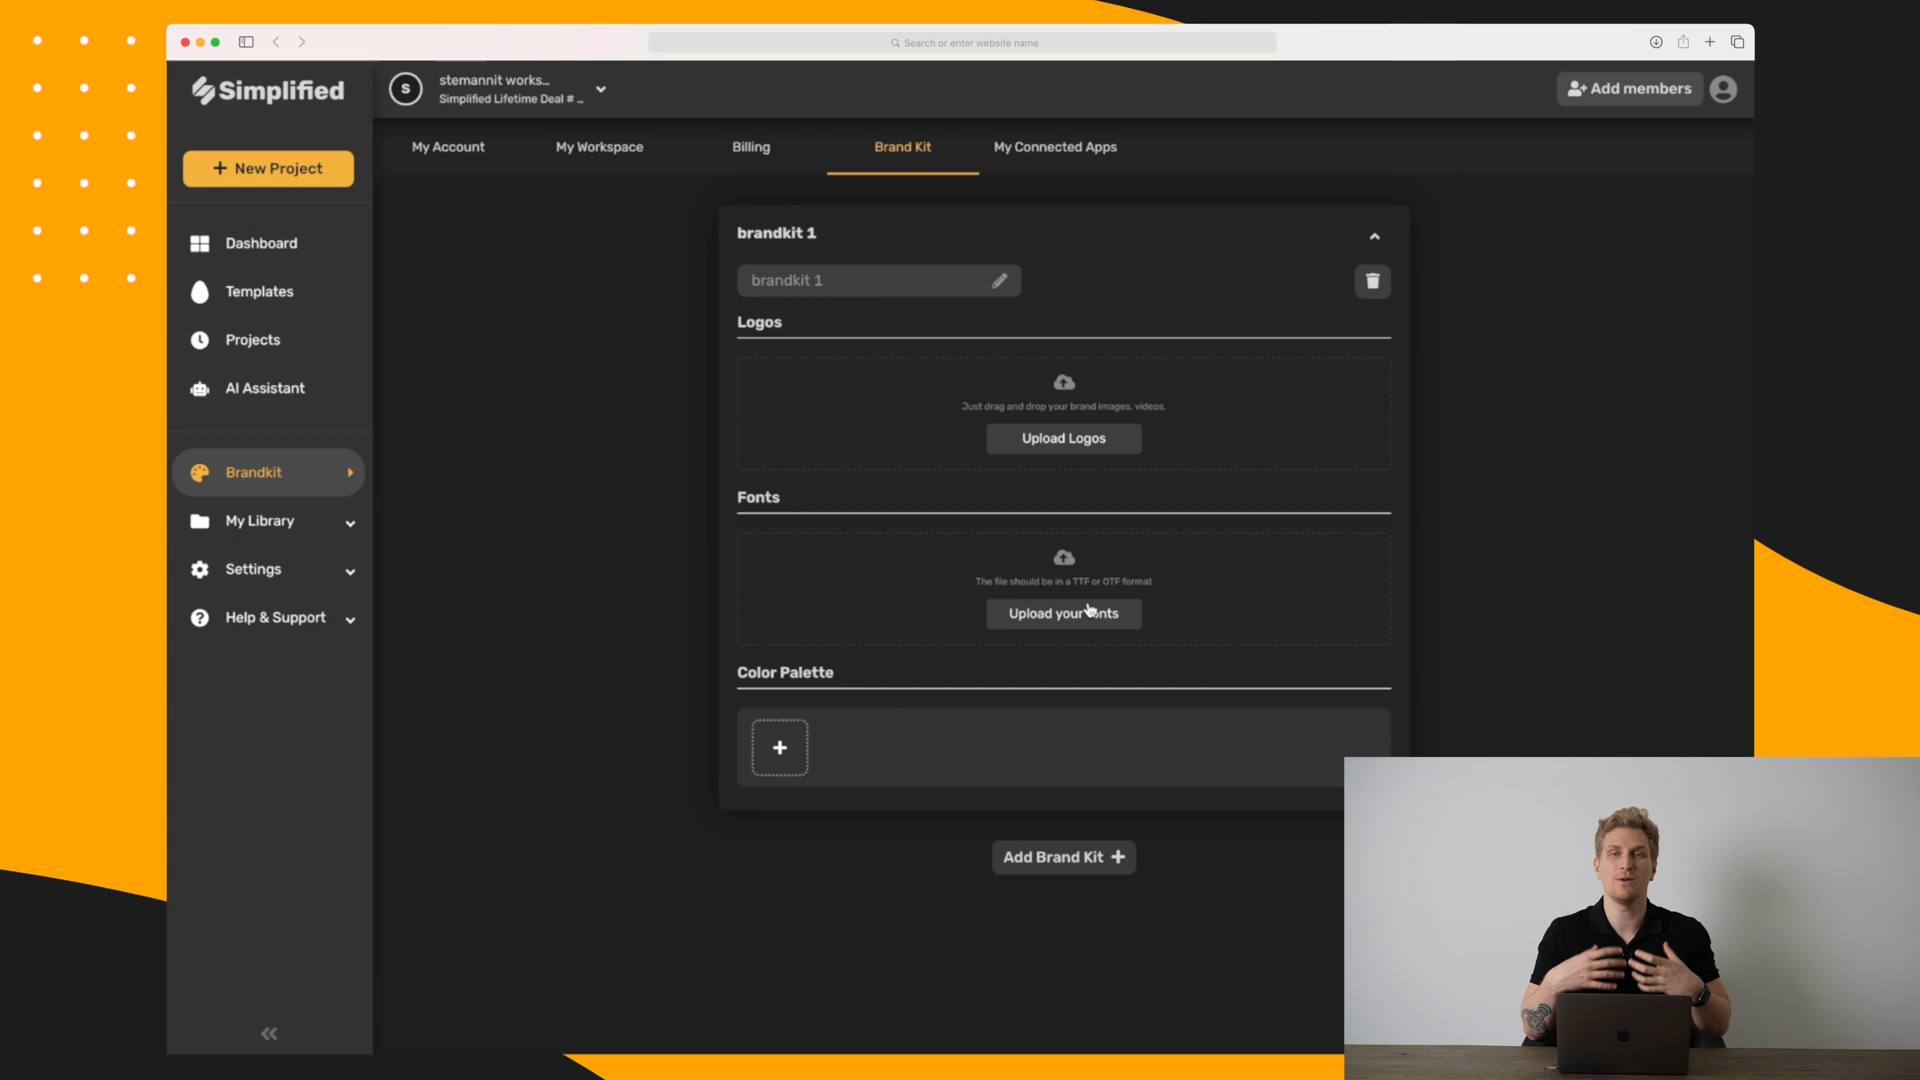 Search or enter website name
Simplified
S
stemannit works...
Simplified Lifetime Deal # ...
Add members
My Account
My Workspace
Billing
Brand Kit
My Connected Apps
+ New Project
Dashboard
Templates
Projects
AI Assistant
Brandkit
My Library
Settings
Help & Support
brandkit 1
brandkit 1
Logos
Just drag and drop your brand images, videos.
Upload Logos
Fonts
The file should be in a TTF or OTF format
Upload your fonts
Color Palette
+
Add Brand Kit +